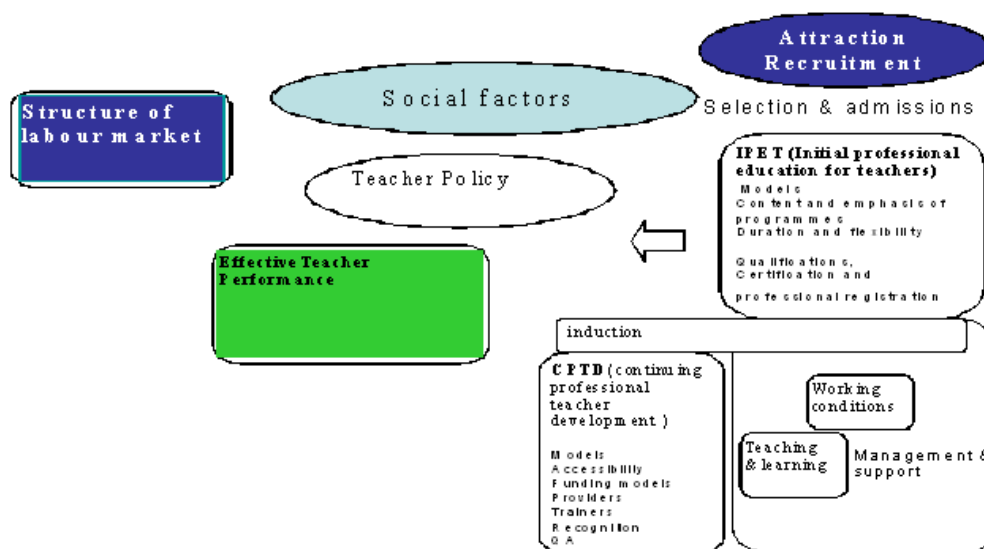 Attraction
Recruitment
Social factors
Structure of
labour market
Selection & admissions
IPET (Initial professional
education for teachers)
Models
Content and emphasis of
programmes
Duration and flexibility
Qualifications,
Certification and
professional registration
Teacher Policy
Effective Teacher
Performance
induction
CPTD (continuing
professional
teacher
development )
Models
Accessibility
Funding models
Providers
Trainers
Recognition
QA
Working
conditions
Teaching
& learning
Management &
support